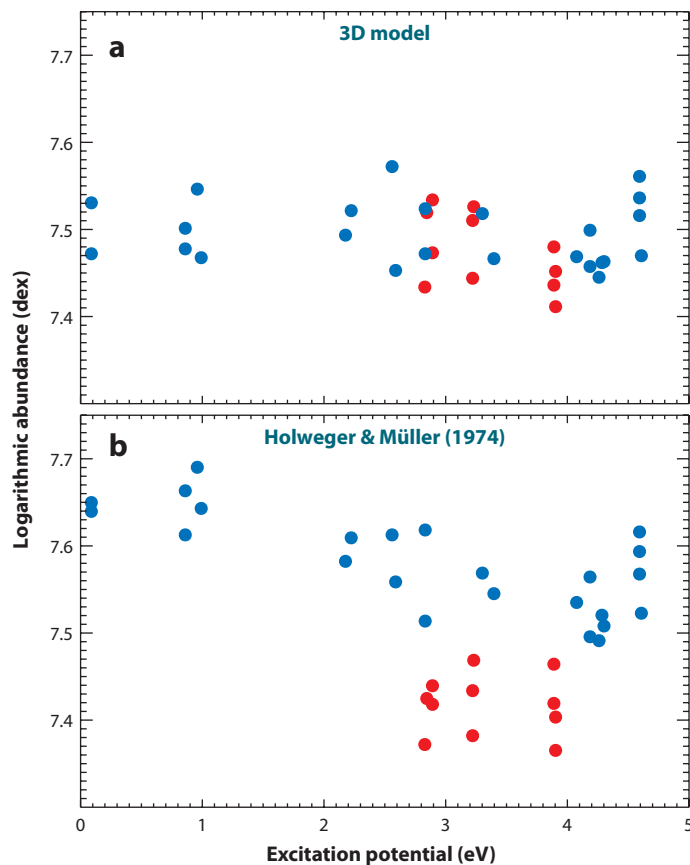 a
3D model
7.7
7.6
7.5
7.4
Logarithmic abundance (dex)
b
Holweger & Müller (1974)
7.7
7.6
7.5
7.4
0 1 2 3 4 5
Excitation potential (eV)